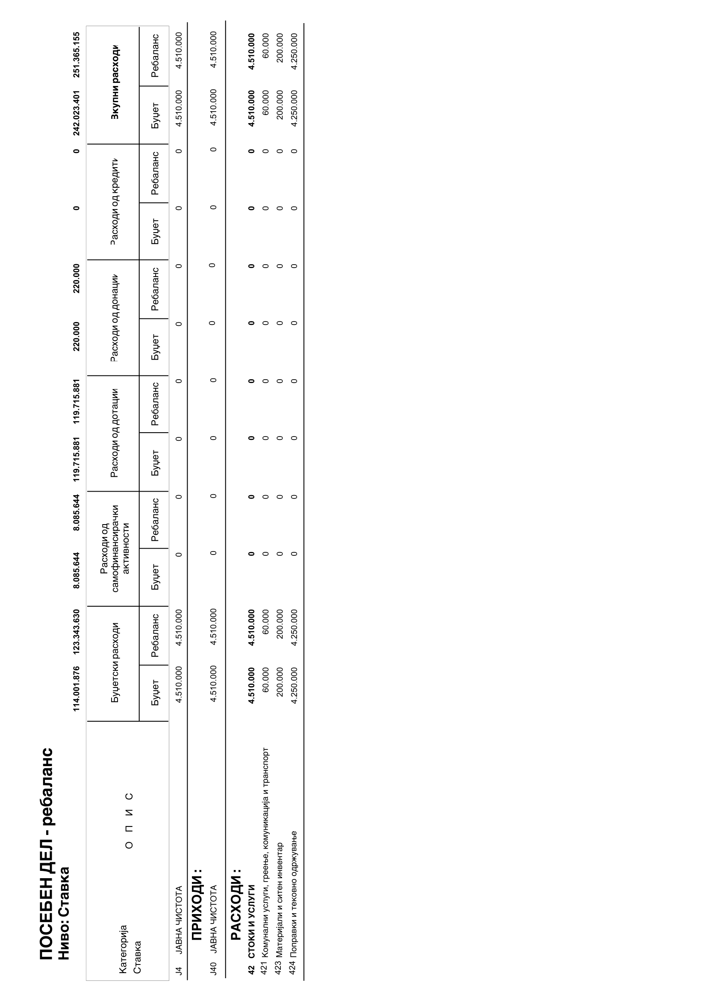 ПОСЕБЕН ДЕЛ - ребаланс
Ниво: Ставка
114.001.876 123.343.630 8.085.644 8.085.644 119.715.881 119.715.881 220.000 220.000 0 0 242.023.401 251.365.155
Категорија
Ставка
О П И С
Буџетски расходи
Расходи од
самофинансирачки
активности
Расходи од дотации
Расходи од донации
Расходи од кредити
Вкупни расходи
Буџет Ребаланс Буџет Ребаланс Буџет Ребаланс Буџет Ребаланс Буџет Ребаланс Буџет Ребаланс
J4 ЈАВНА ЧИСТОТА 4.510.000 4.510.000 0 0 0 0 0 0 0 0 4.510.000 4.510.000
ПРИХОДИ :
J40 ЈАВНА ЧИСТОТА 4.510.000 4.510.000 0 0 0 0 0 0 0 0 4.510.000 4.510.000
РАСХОДИ :
42 СТОКИ И УСЛУГИ 4.510.000 4.510.000 0 0 0 0 0 0 0 0 4.510.000 4.510.000
421 Комунални услуги, греење, комуникација и транспорт 60.000 60.000 0 0 0 0 0 0 0 0 60.000 60.000
423 Материјали и ситен инвентар 200.000 200.000 0 0 0 0 0 0 0 0 200.000 200.000
424 Поправки и тековно одржување 4.250.000 4.250.000 0 0 0 0 0 0 0 0 4.250.000 4.250.000